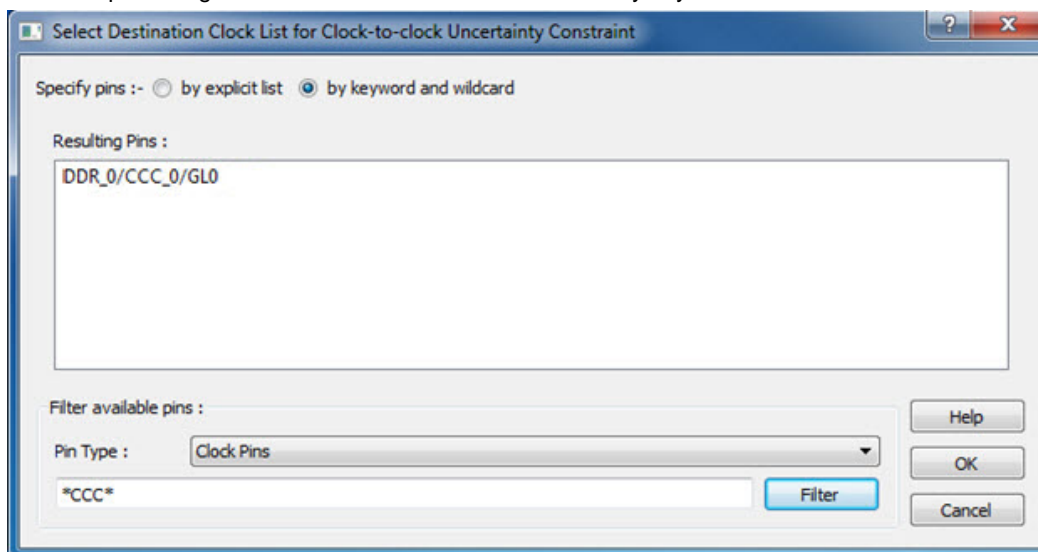 Select Destination Clock List for Clock-to-clock Uncertainty Constraint
Specify pins :- by explicit list by keyword and wildcard
Resulting Pins :
DDR_0/CCC_0/GL0
Filter available pins :
Help
Pin Type : Clock Pins
OK
*CCC* Filter
Cancel